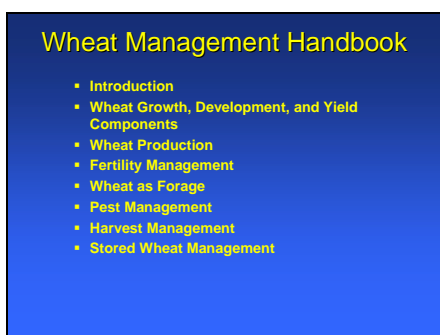 Wheat Management Handbook
▪ Introduction
▪ Wheat Growth, Development, and Yield
Components
▪ Wheat Production
▪ Fertility Management
▪ Wheat as Forage
▪ Pest Management
▪ Harvest Management
▪ Stored Wheat Management